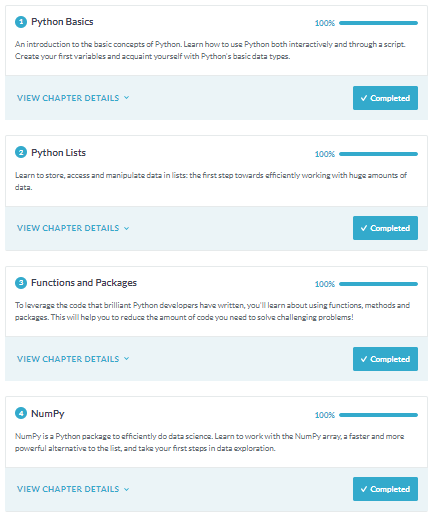 1 Python Basics
100%
An introduction to the basic concepts of Python. Learn how to use Python both interactively and through a script.
Create your first variables and acquaint yourself with Python's basic data types.
VIEW CHAPTER DETAILS
Completed
2 Python Lists
100%
Learn to store, access and manipulate data in lists: the first step towards efficiently working with huge amounts of
data.
VIEW CHAPTER DETAILS
Completed
3 Functions and Packages
100%
To leverage the code that brilliant Python developers have written, you'll learn about using functions, methods and
packages. This will help you to reduce the amount of code you need to solve challenging problems!
VIEW CHAPTER DETAILS
Completed
4 NumPy
100%
NumPy is a Python package to efficiently do data science. Learn to work with the NumPy array, a faster and more
powerful alternative to the list, and take your first steps in data exploration.
VIEW CHAPTER DETAILS
Completed